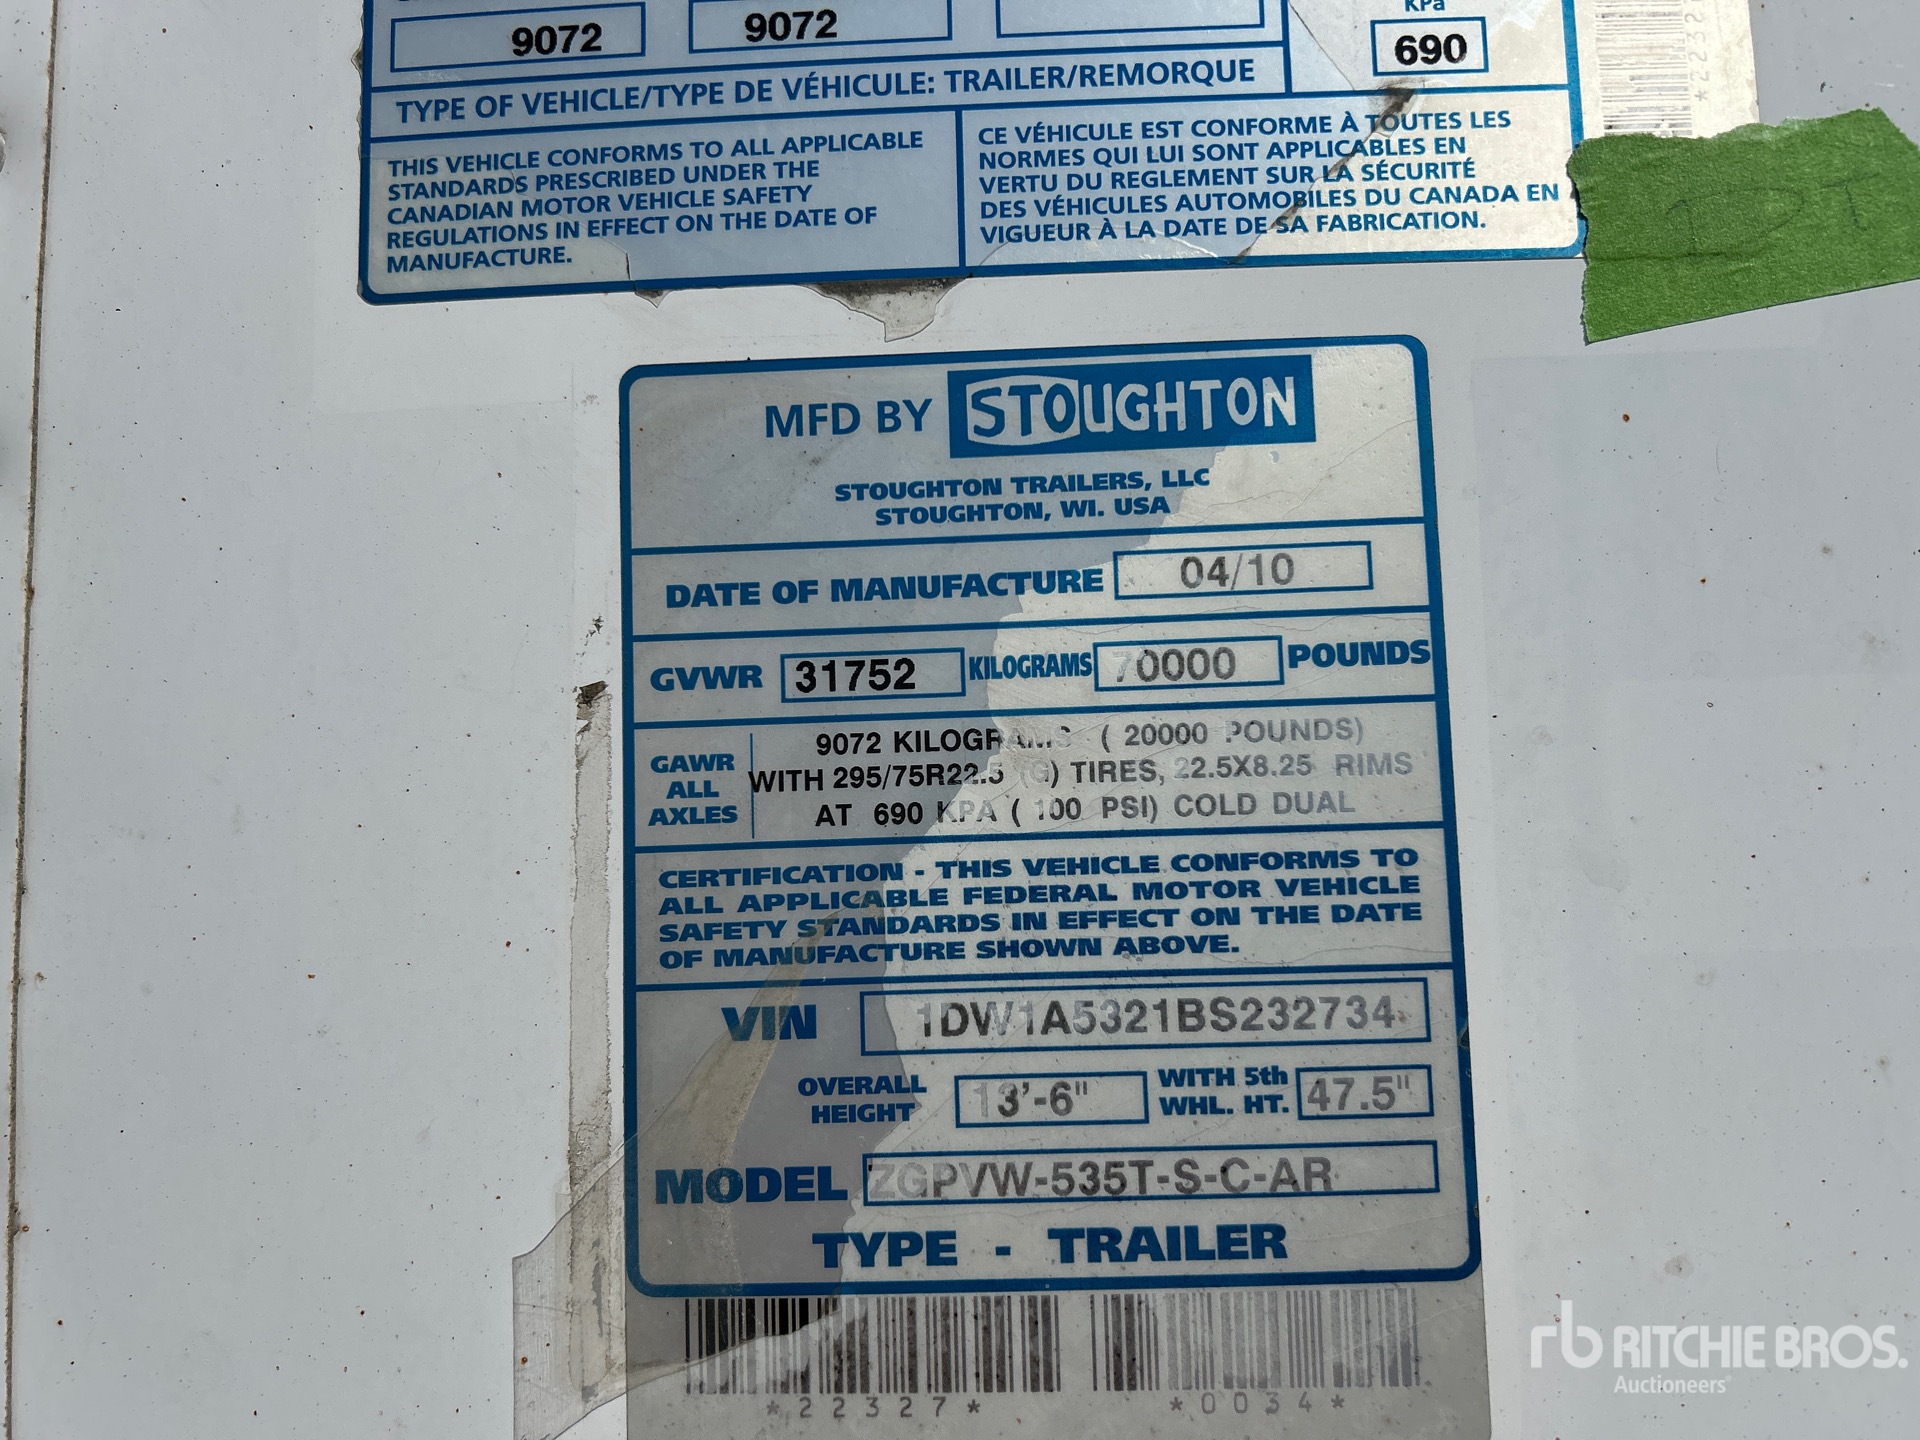 KPa
9072 9072 690
TYPE OF VEHICLE/TYPE DE VÉHICULE: TRAILER/REMORQUE
THIS VEHICLE CONFORMS TO ALL APPLICABLE
STANDARDS PRESCRIBED UNDER THE
CANADIAN MOTOR VEHICLE SAFETY
REGULATIONS IN EFFECT ON THE DATE OF
MANUFACTURE.
CE VÉHICULE EST CONFORME À TOUTES LES
NORMES QUI LUI SONT APPLICABLES EN
VERTU DU REGLEMENT SUR LA SÉCURITÉ
DES VÉHICULES AUTOMOBILES DU CANADA EN
VIGUEUR À LA DATE DE SA FABRICATION.
MFD BY STOUGHTON
STOUGHTON TRAILERS, LLC
STOUGHTON, WI. USA
DATE OF MANUFACTURE 04/10
GVWR 31752 KILOGRAMS 70000 POUNDS
GAWR
ALL
AXLES
9072 KILOGRAMS ( 20000 POUNDS)
WITH 295/75R22.5 (G) TIRES, 22.5X8.25 RIMS
AT 690 KPA ( 100 PSI) COLD DUAL
CERTIFICATION - THIS VEHICLE CONFORMS TO
ALL APPLICABLE FEDERAL MOTOR VEHICLE
SAFETY STANDARDS IN EFFECT ON THE DATE
OF MANUFACTURE SHOWN ABOVE.
VIN 1DW1A5321BS232734
OVERALL
HEIGHT 13'-6" WITH 5th
WHL. HT. 47.5"
MODEL ZGPVW-535T-S-C-AR
TYPE - TRAILER
*22327* *0034*
rb RITCHIE BROS.
Auctioneers